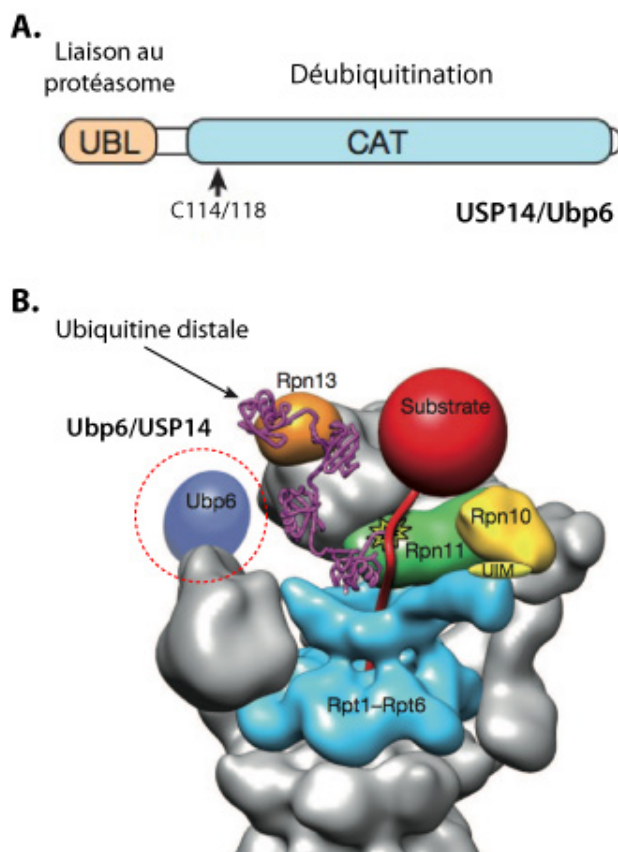 A.
Liaison au
protéasome
Déubiquitination
UBL
CAT
C114/118
USP14/Ubp6
B.
Ubiquitine distale
Rpn13
Substrate
Ubp6/USP14
Ubp6
Rpn10
Rpn11
UIM
Rpt1–Rpt6